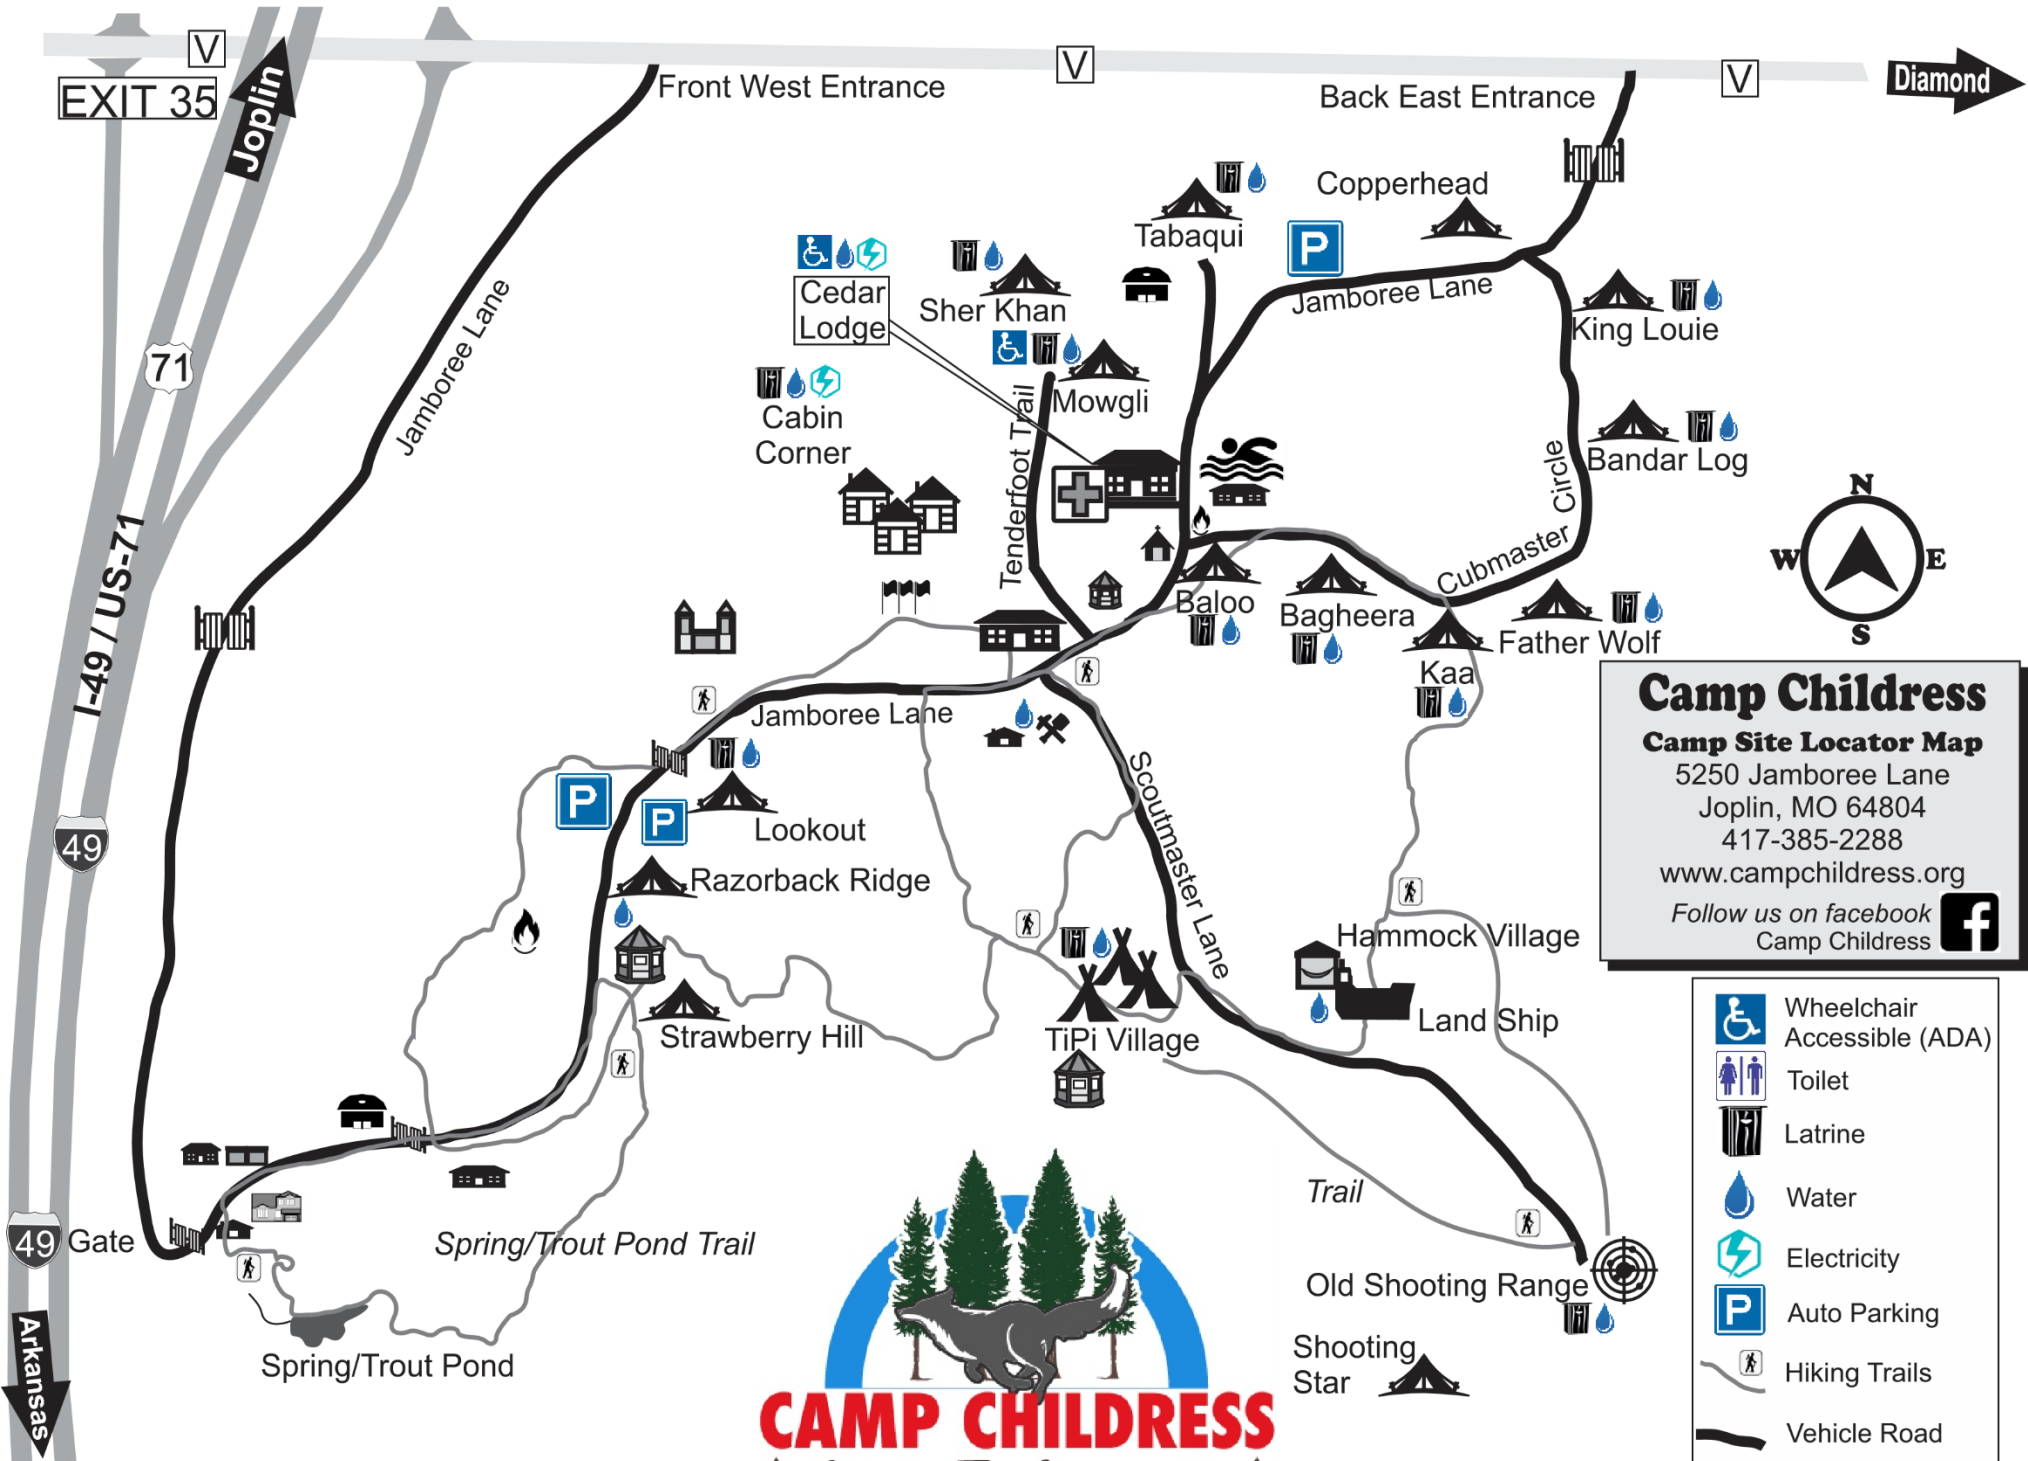 V
V
V
EXIT 35
Joplin
Front West Entrance
Back East Entrance
Diamond
Copperhead
Tabaqui
P
Jamboree Lane
Cedar
Lodge
Sher Khan
King Louie
71
Jamboree Lane
Mowgli
Tenderfoot Trail
Cabin
Corner
Bandar Log
Cubmaster Circle
N
W
E
S
I-49 / US-71
Baloo
Bagheera
Father Wolf
Kaa
Jamboree Lane
Camp Childress
Camp Site Locator Map
5250 Jamboree Lane
Joplin, MO 64804
417-385-2288
www.campchildress.org
Follow us on facebook
Camp Childress
f
P
P
Lookout
Scoutmaster Lane
49
Razorback Ridge
Hammock Village
Strawberry Hill
TiPi Village
Land Ship
Wheelchair
Accessible (ADA)
Toilet
Latrine
Water
Electricity
P
Auto Parking
Hiking Trails
Vehicle Road
Trail
49
Gate
Spring/Trout Pond Trail
Old Shooting Range
Arkansas
Spring/Trout Pond
Shooting
Star
CAMP CHILDRESS